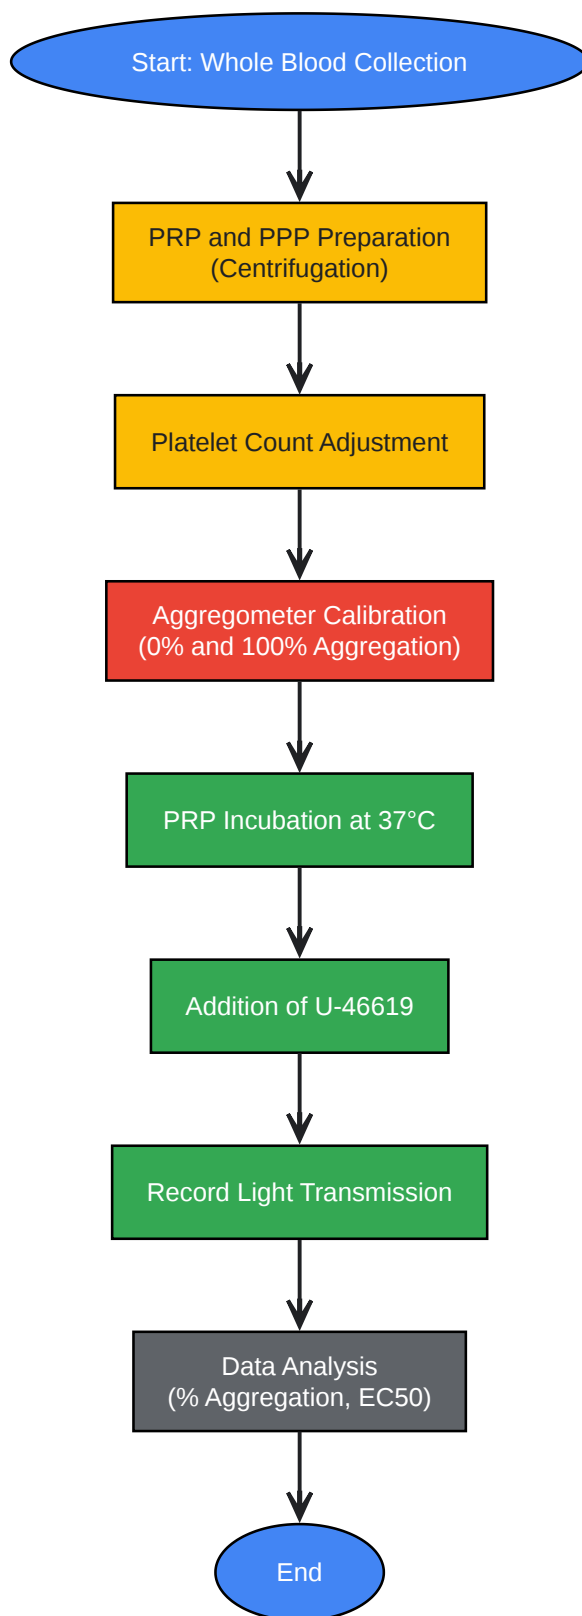 Start: Whole Blood Collection
PRP and PPP Preparation
(Centrifugation)
Platelet Count Adjustment
Aggregometer Calibration
(0% and 100% Aggregation)
PRP Incubation at 37°C
Addition of U-46619
Record Light Transmission
Data Analysis
(% Aggregation, EC50)
End